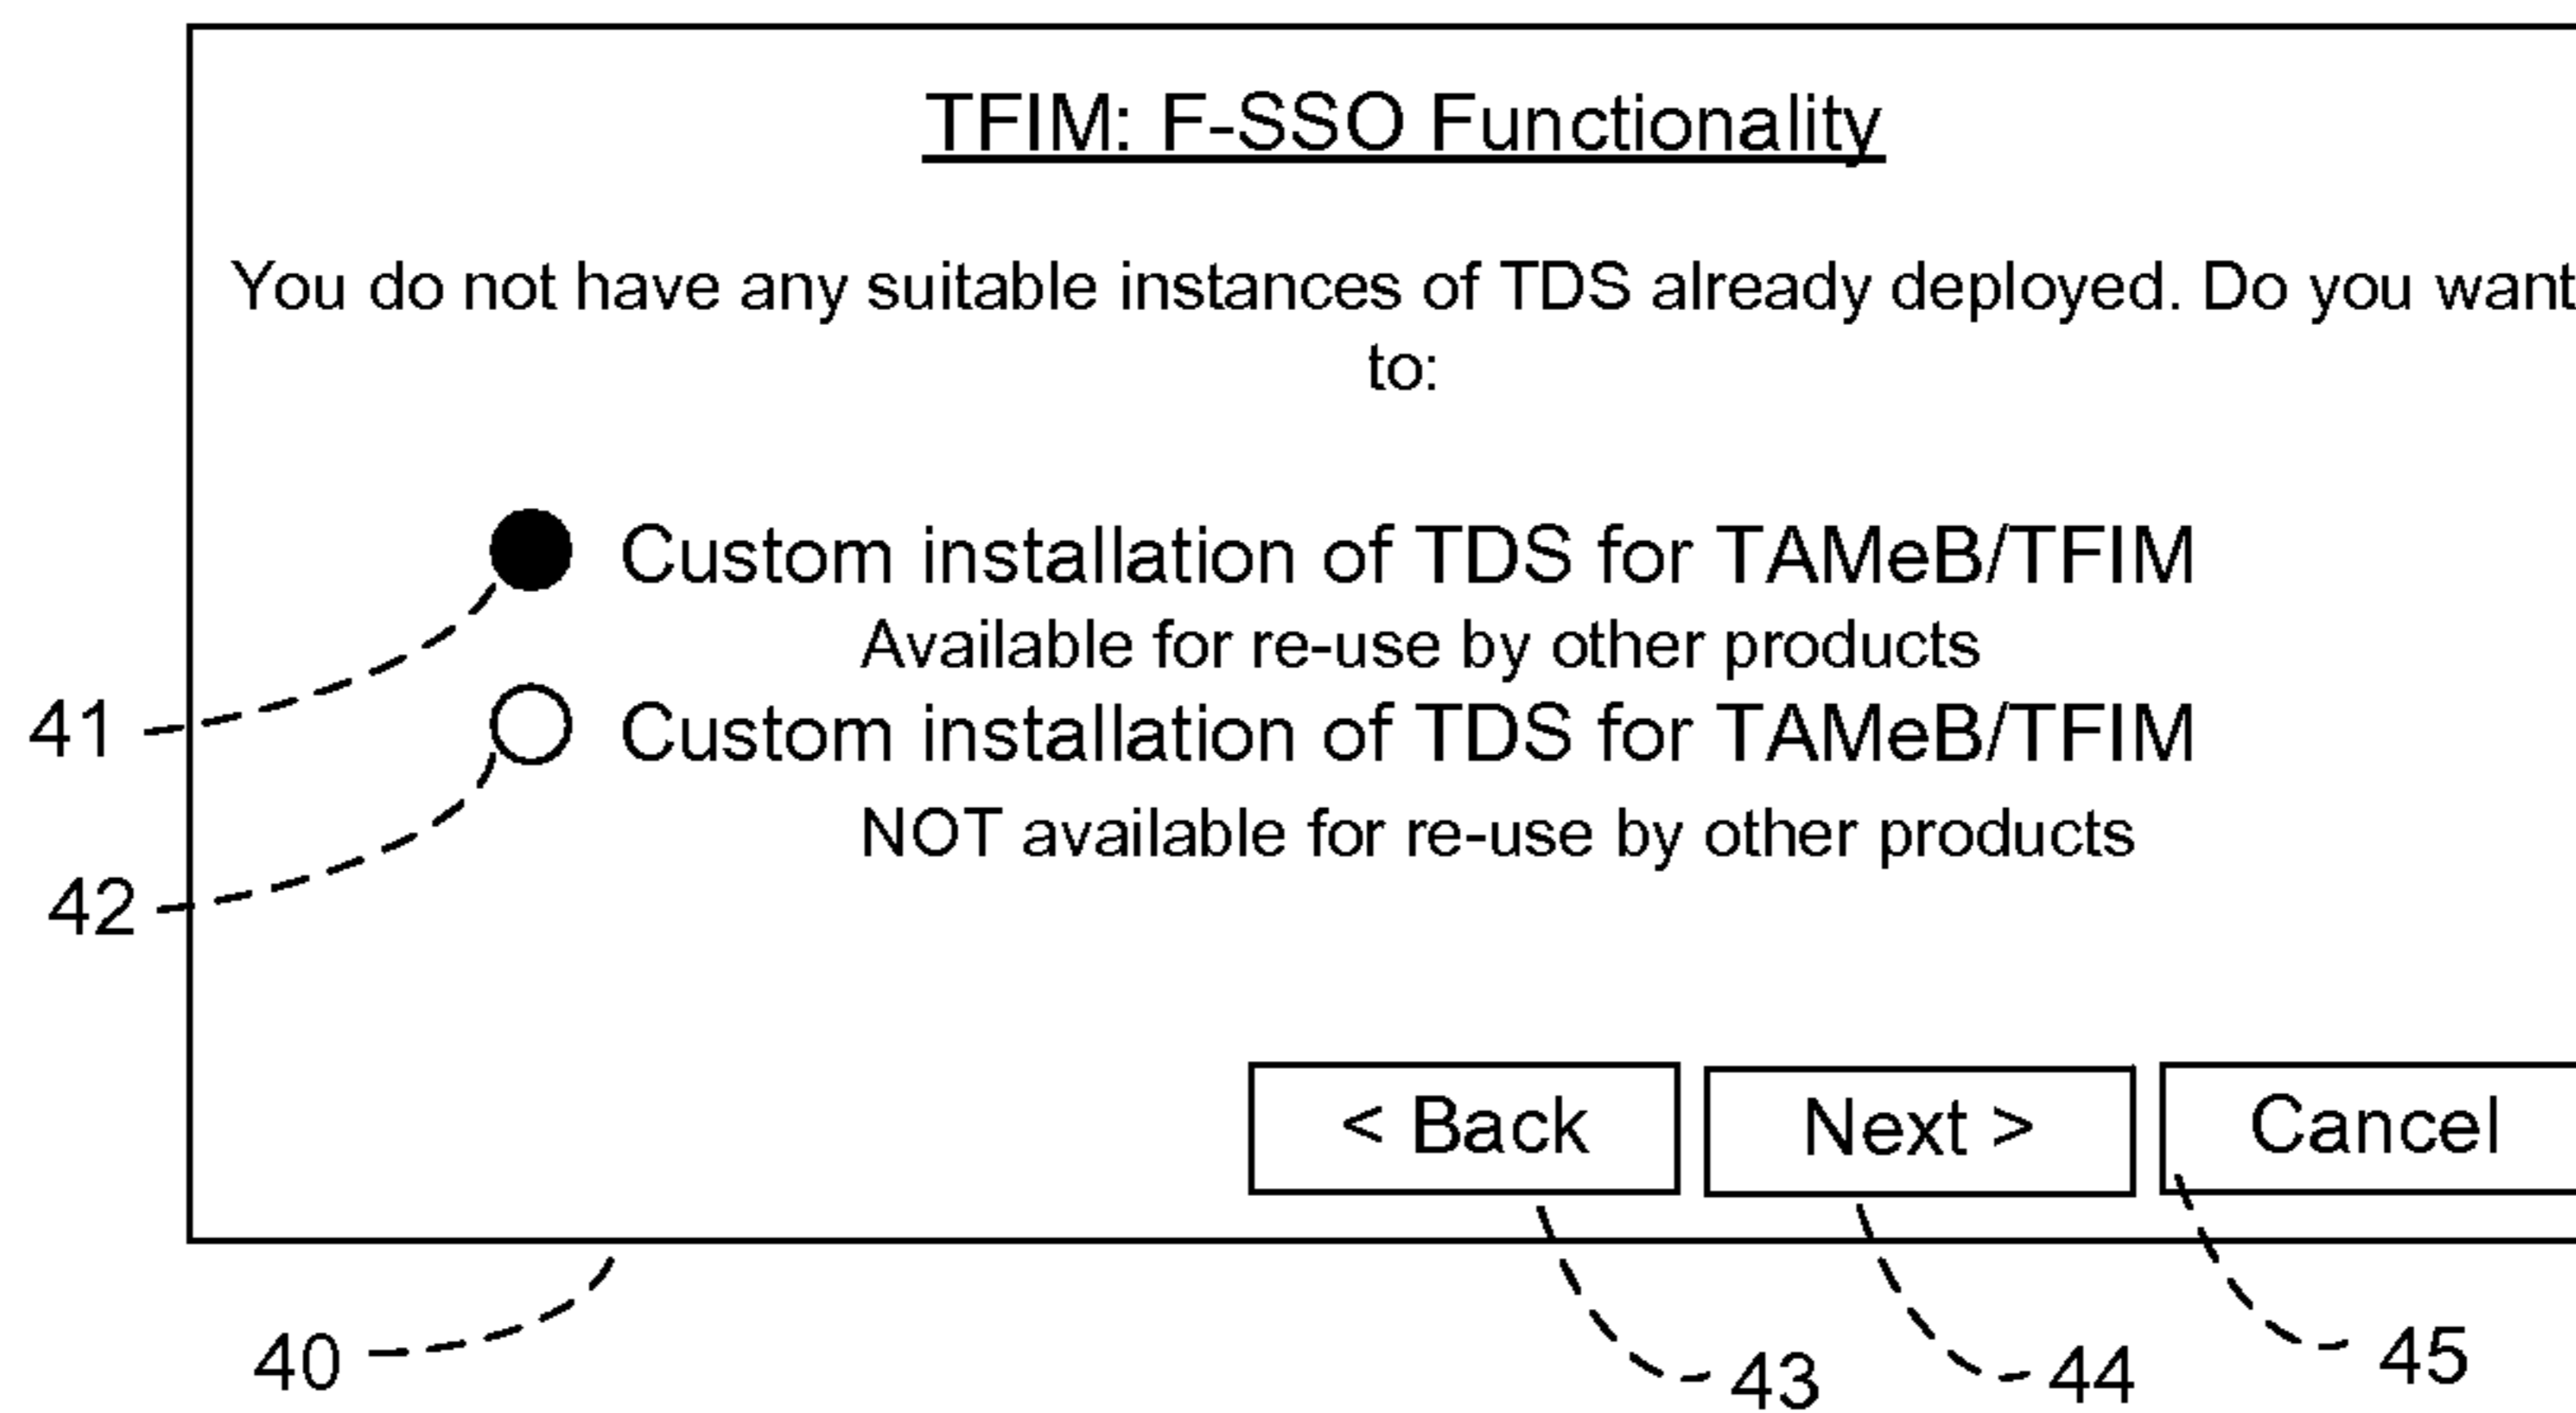 TFIM: F-SSO Functionality
You do not have any suitable instances of TDS already deployed. Do you want
to:
Custom installation of TDS for TAMeB/TFIM
Available for re-use by other products
41
Custom installation of TDS for TAMeB/TFIM
NOT available for re-use by other products
42
< Back
Next >
Cancel
40
43
44
45